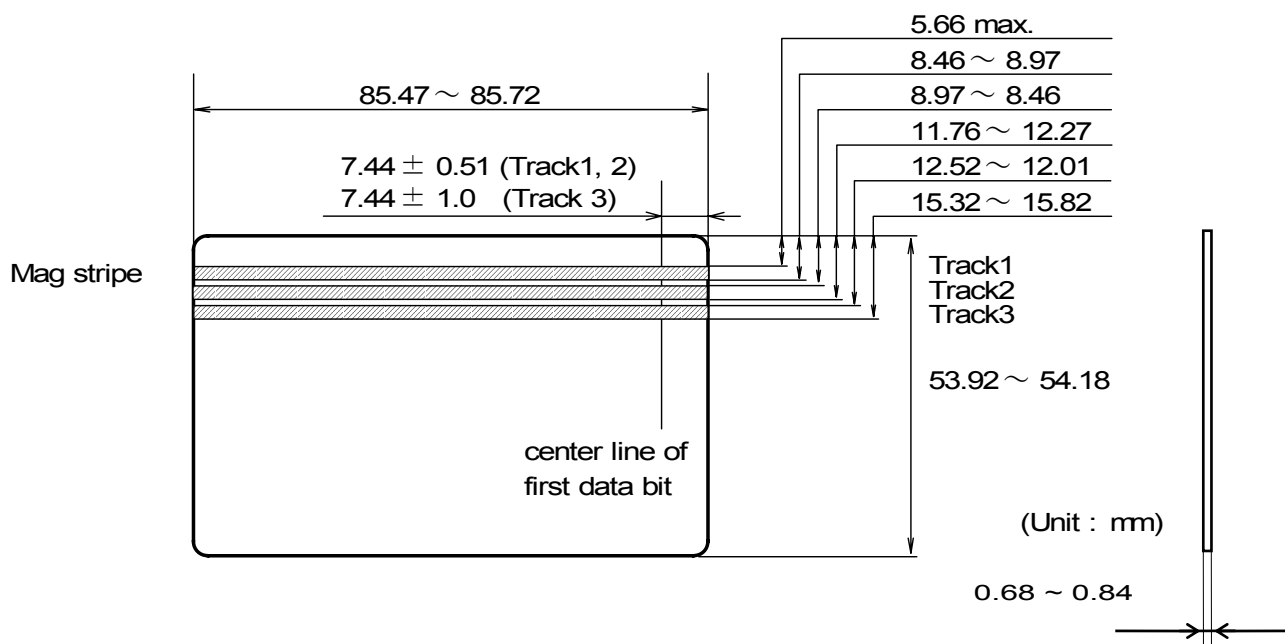 5.66 max.
8.46～ 8.97
85.47～ 85.72
8.97～ 8.46
11.76～ 12.27
7.44 ± 0.51 (Track1, 2)
12.52～ 12.01
7.44 ± 1.0 (Track 3)
15.32～ 15.82
Mag stripe
Track1
Track2
Track3
53.92～ 54.18
center line of
first data bit
(Unit : mm)
0.68 ~ 0.84